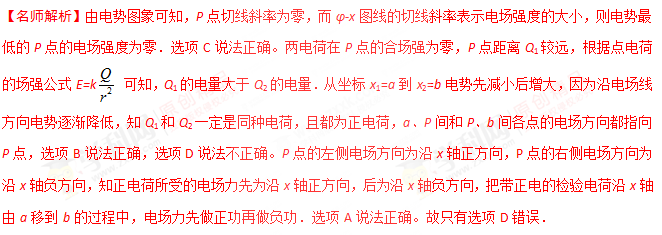 【名师解析】由电势图象可知，P 点切线斜率为零，而 φ-x 图线的切线斜率表示电场强度的大小，则电势最
低的 P 点的电场强度为零．选项 C 说法正确。两电荷在 P 点的合场强为零，P 点距离 Q1较远，根据点电荷
的场强公式 E=k Q/r² 可知，Q1的电量大于 Q2的电量．从坐标 x1=a 到 x2=b 电势先减小后增大，因为沿电场线
方向电势逐渐降低，知 Q1和 Q2一定是同种电荷，且都为正电荷，a、P 间和 P、b 间各点的电场方向都指向
P 点，选项 B 说法正确，选项 D 说法不正确。P 点的左侧电场方向为沿 x 轴正方向，P 点的右侧电场方向为
沿 x 轴负方向，知正电荷所受的电场力先为沿 x 轴正方向，后为沿 x 轴负方向，把带正电的检验电荷沿 x 轴
由 a 移到 b 的过程中，电场力先做正功再做负功．选项 A 说法正确。故只有选项 D 错误．